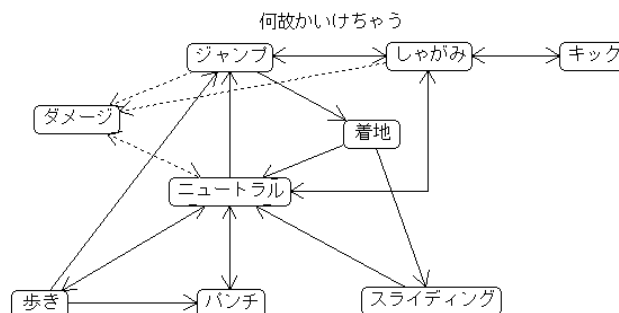 何故かいけちゃう
ジャンプ
しゃがみ
キック
ダメージ
着地
ニュートラル
歩き
パンチ
スライディング